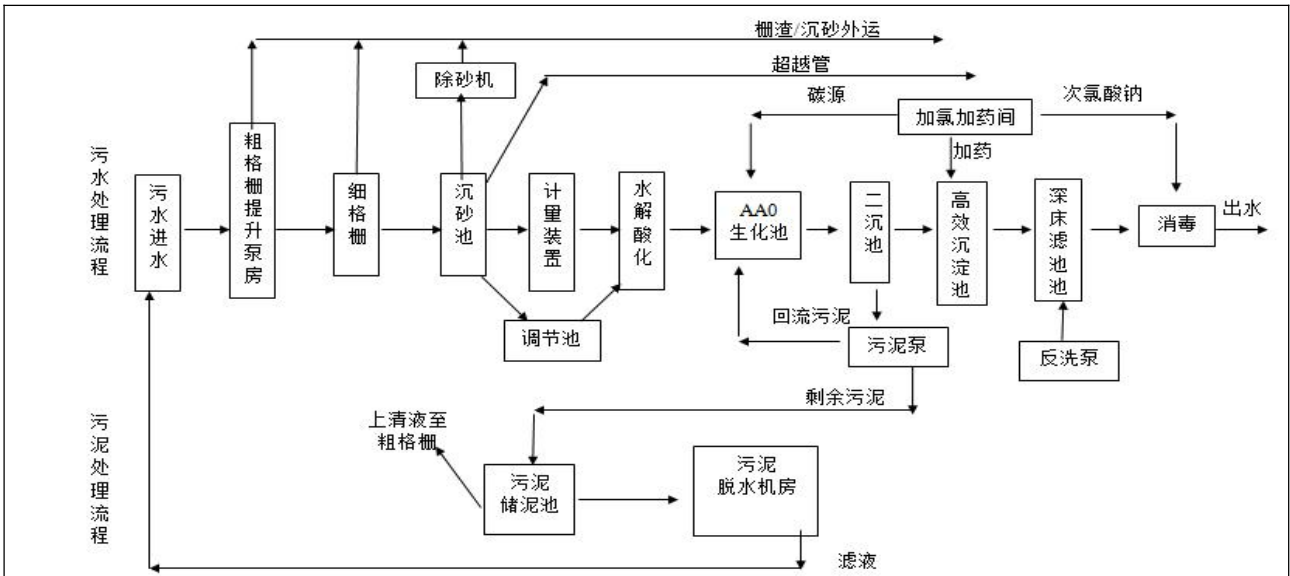 栅渣/沉砂外运
超越管
除砂机
碳源
次氯酸钠
加氯加药间
加药
污水处理流程
污水进水
粗格栅提升泵房
细格栅
沉砂池
计量装置
水解酸化
AA0
生化池
二沉池
高效沉淀池
深床滤池池
消毒
出水
调节池
回流污泥
污泥泵
反洗泵
剩余污泥
污泥处理流程
上清液至
粗格栅
污泥
储泥池
污泥
脱水机房
滤液